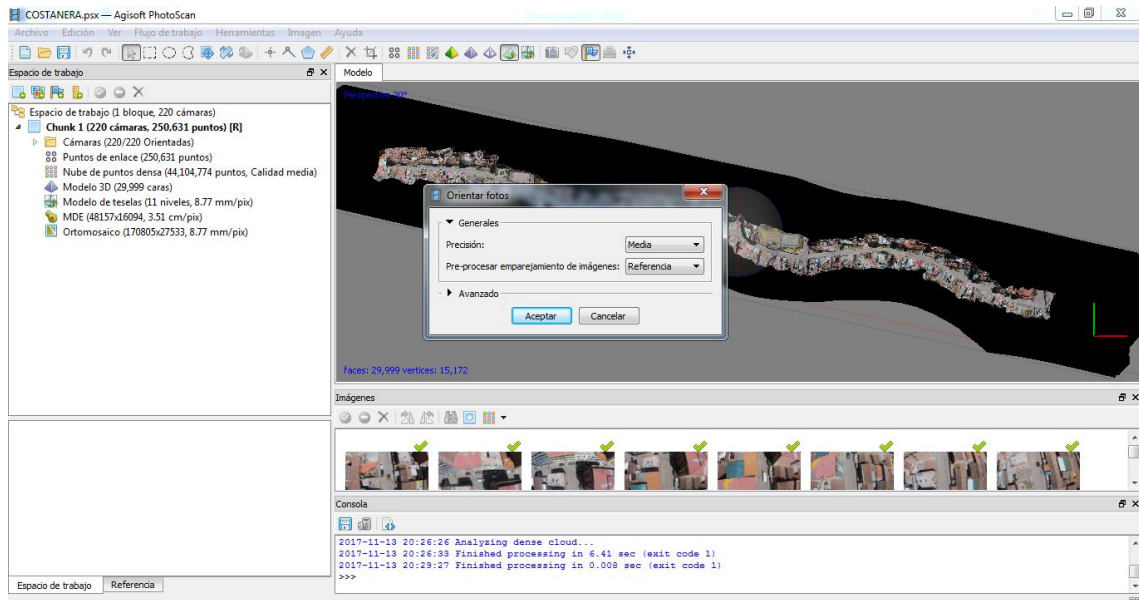 COSTANERA.psx — Agisoft PhotoScan
Archivo Edición Ver Flujo de trabajo Herramientas Imagen Ayuda
Espacio de trabajo
Espacio de trabajo (1 bloque, 220 cámaras)
Chunk 1 (220 cámaras, 250,631 puntos) [R]
Cámaras (220/220 Orientadas)
Puntos de enlace (250,631 puntos)
Nube de puntos densa (44,104,774 puntos, Calidad media)
Modelo 3D (29,999 caras)
Modelo de teselas (11 niveles, 8.77 mm/pix)
MDE (48157x16094, 3.51 cm/pix)
Ortomosaico (170805x27533, 8.77 mm/pix)
Espacio de trabajo Referencia
Modelo
Perspectiva 30°
Orientar fotos
Generales
Precisión: Media
Pre-procesar emparejamiento de imágenes: Referencia
Avanzado
Aceptar Cancelar
faces: 29,999 vertices: 15,172
Imágenes
Consola
2017-11-13 20:26:26 Analyzing dense cloud...
2017-11-13 20:26:33 Finished processing in 6.41 sec (exit code 1)
2017-11-13 20:29:27 Finished processing in 0.008 sec (exit code 1)
>>>